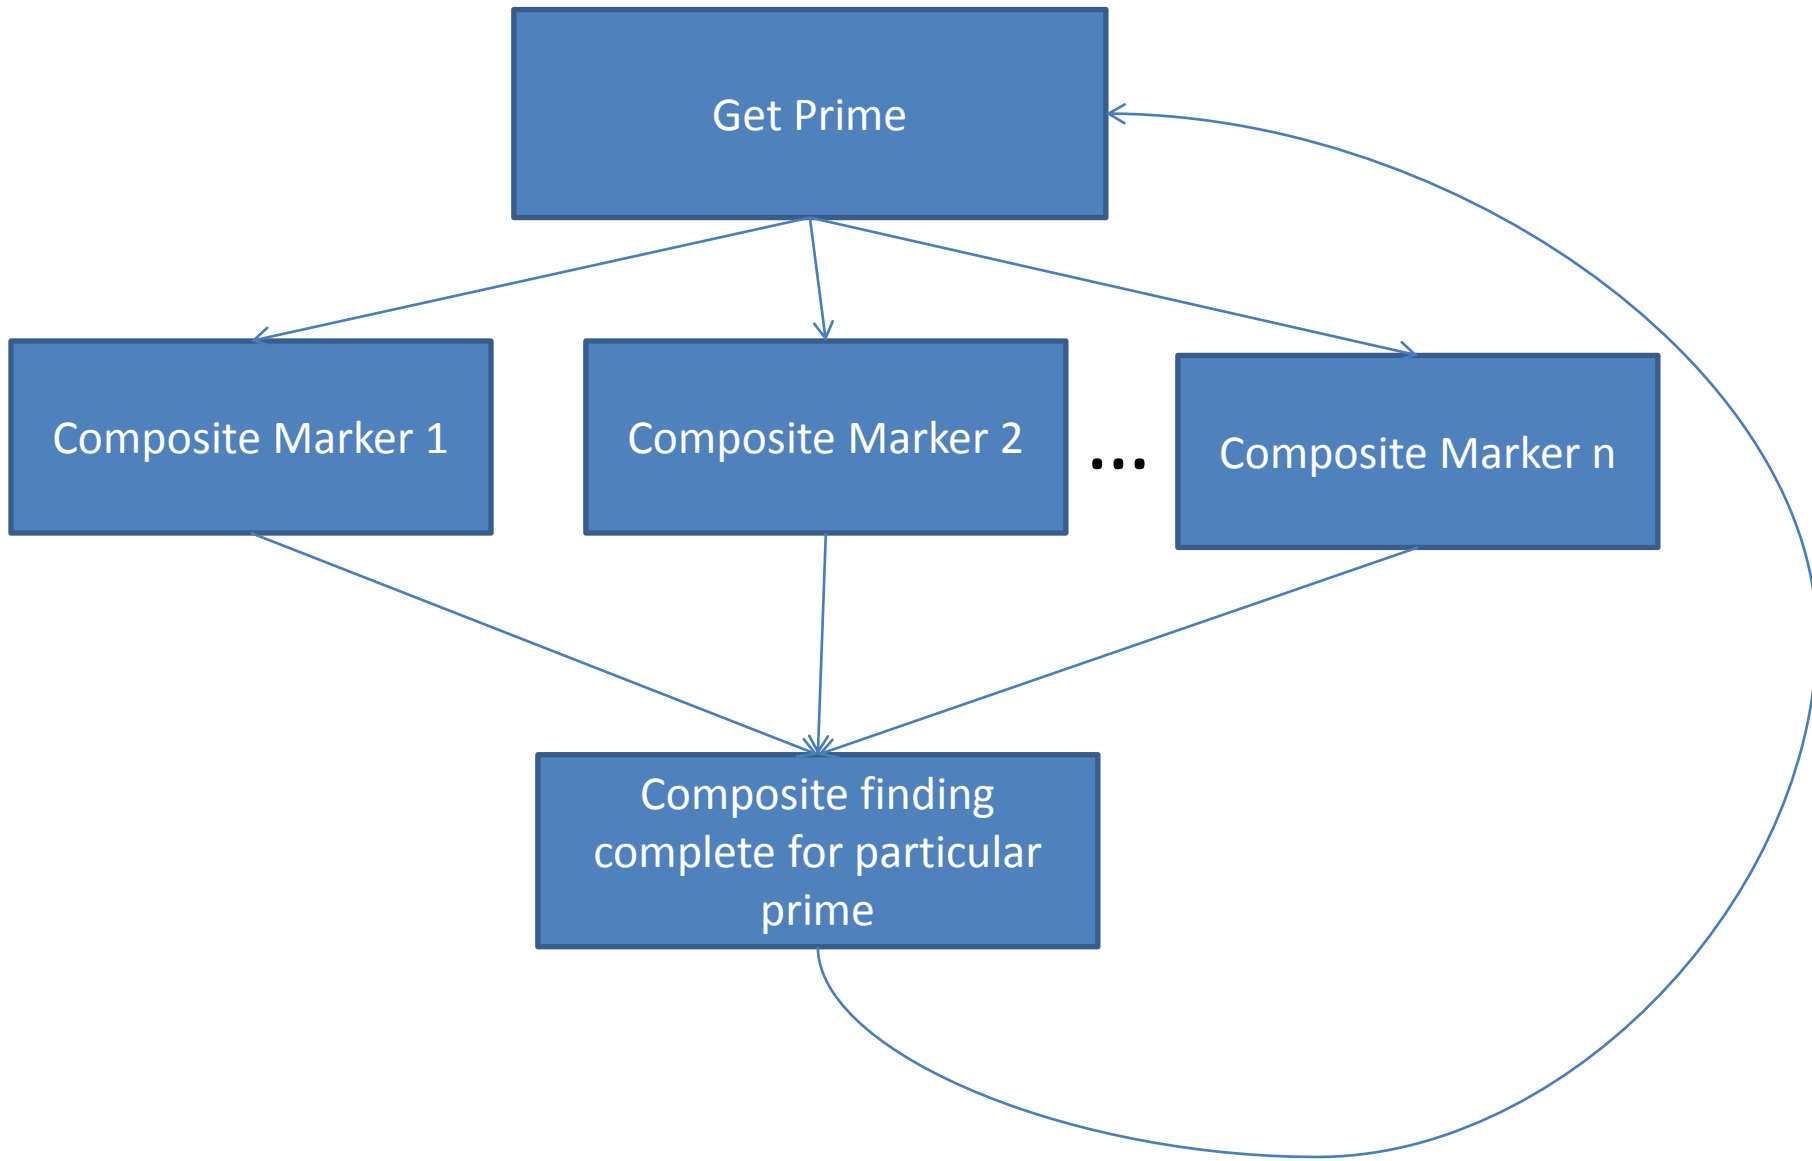 Get Prime
Composite Marker 1
Composite Marker 2
...
Composite Marker n
Composite finding
complete for particular
prime